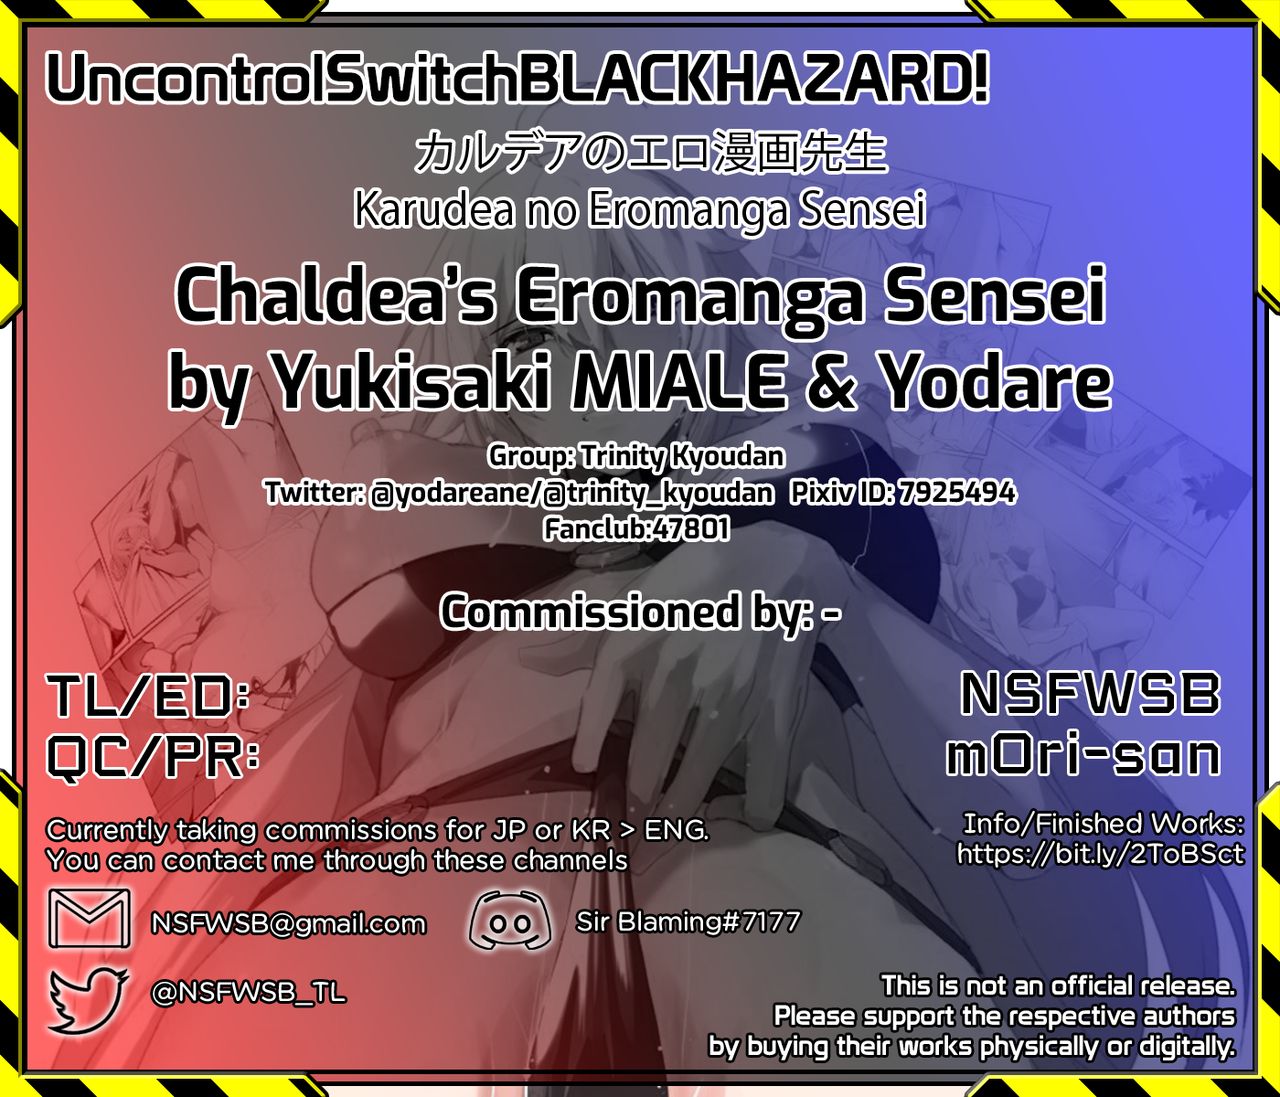 UncontrolSwitchBLACKHAZARD!
カルデアのエロ漫画先生
Karudea no Eromanga Sensei
Chaldea's Eromanga Sensei
by Yukisaki MIALE & Yodare
Group: Trinity Kyoudan
Twitter: @yodareane/@trinity_kyoudan Pixiv ID: 7925494
Fanclub:47801
Commissioned by: -
TL/ED: NSFWSB
QC/PR: mOri-san
Currently taking commissions for JP or KR > ENG.
You can contact me through these channels
Info/Finished Works:
https://bit.ly/2ToBSct
NSFWSB@gmail.com
Sir Blaming#7177
@NSFWSB_TL
This is not an official release.
Please support the respective authors
by buying their works physically or digitally.